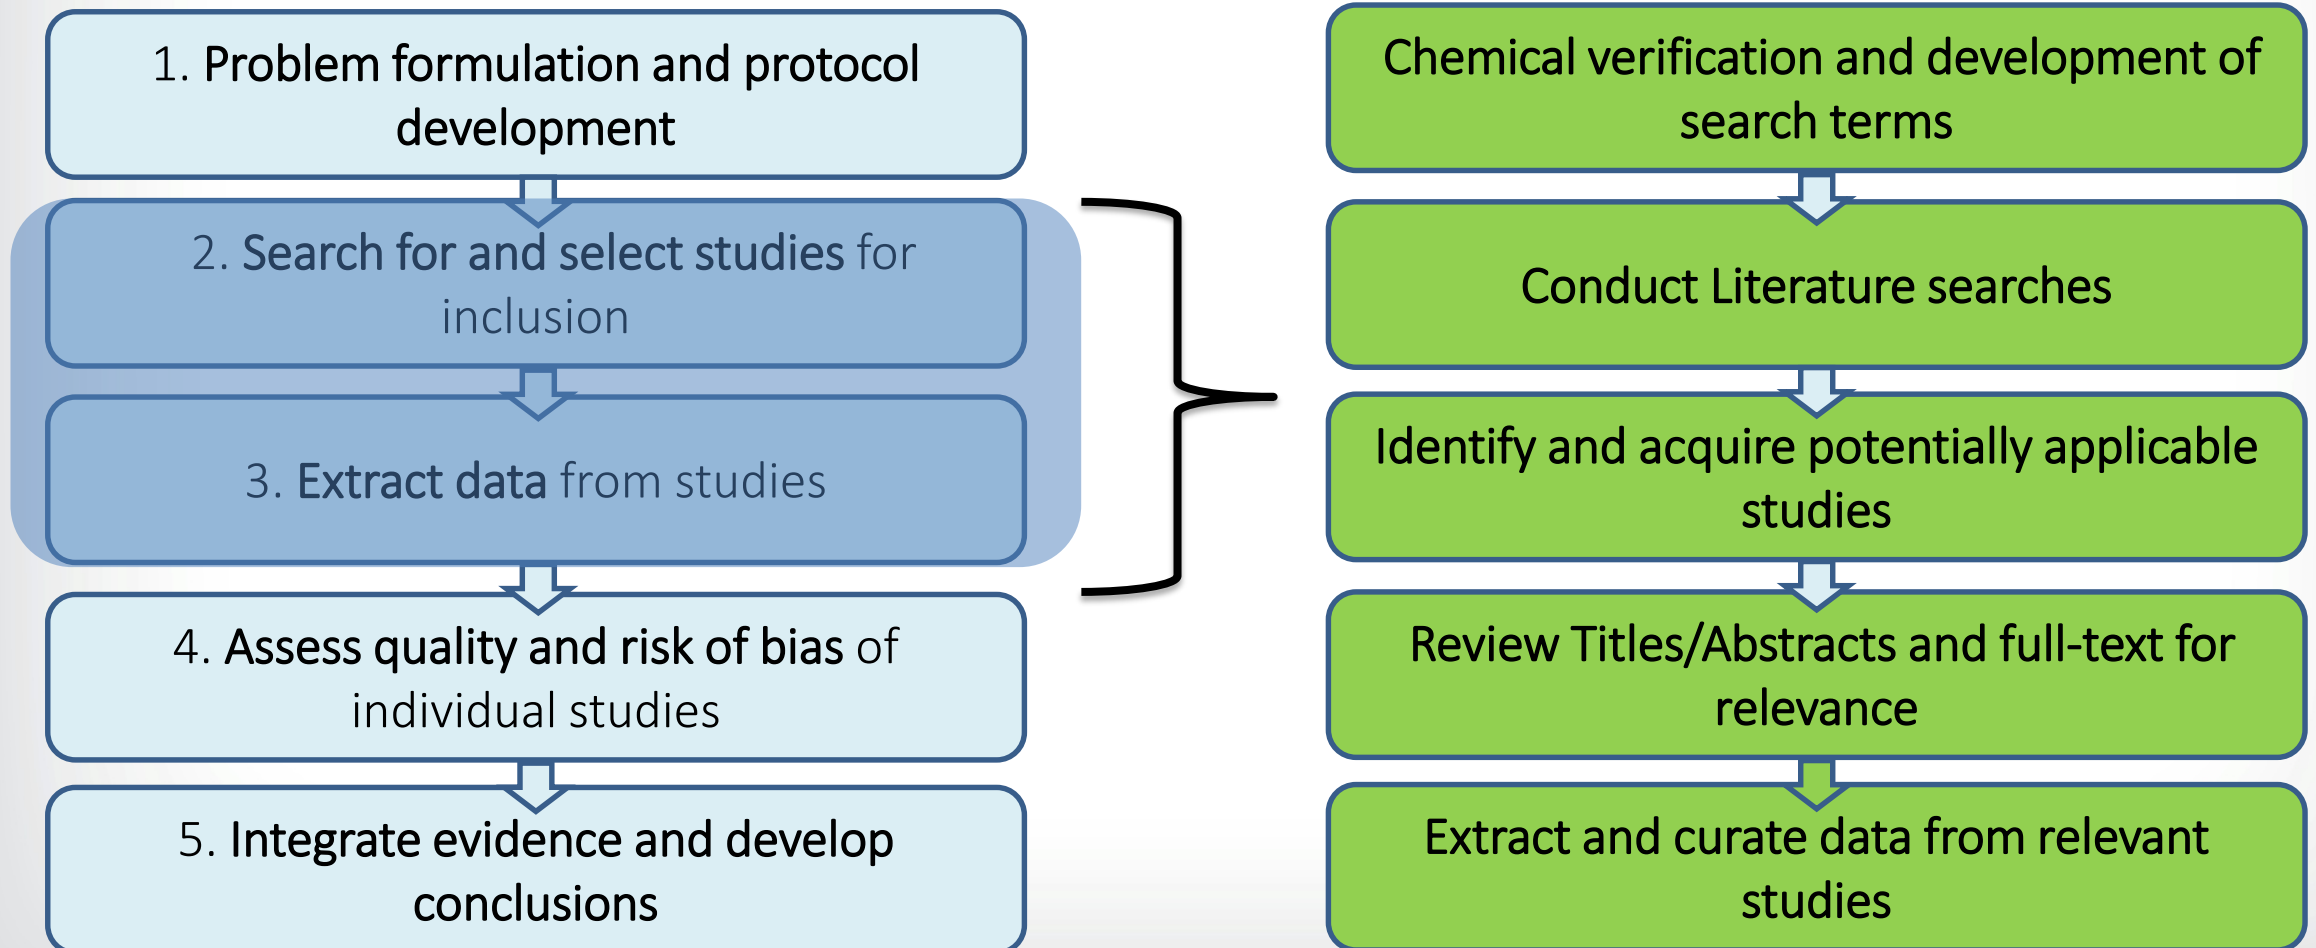 1. Problem formulation and protocol
development
2. Search for and select studies for
inclusion
3. Extract data from studies
4. Assess quality and risk of bias of
individual studies
5. Integrate evidence and develop
conclusions
Chemical verification and development of
search terms
Conduct Literature searches
Identify and acquire potentially applicable
studies
Review Titles/Abstracts and full-text for
relevance
Extract and curate data from relevant
studies